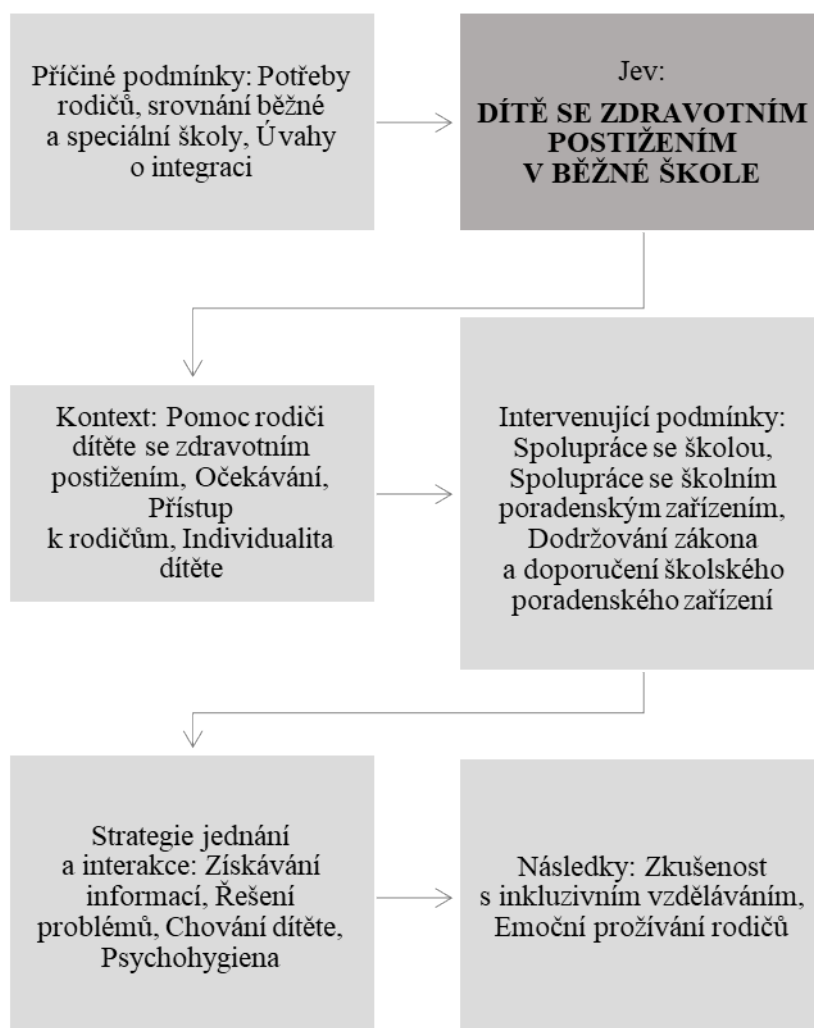 Příčiné podmínky: Potřeby
rodičů, srovnání běžné
a speciální školy, Úvahy
o integraci
Jev:
DÍTĚ SE ZDRAVOTNÍM
POSTIŽENÍM
V BĚŽNÉ ŠKOLE
Kontext: Pomoc rodiči
dítěte se zdravotním
postižením, Očekávání,
Přístup
k rodičům, Individualita
dítěte
Intervenující podmínky:
Spolupráce se školou,
Spolupráce se školním
poradenským zařízením,
Dodržování zákona
a doporučení školského
poradenského zařízení
Strategie jednání
a interakce: Získávání
informací, Řešení
problémů, Chování dítěte,
Psychohygiena
Následky: Zkušenost
s inkluzivním vzděláváním,
Emoční prožívání rodičů